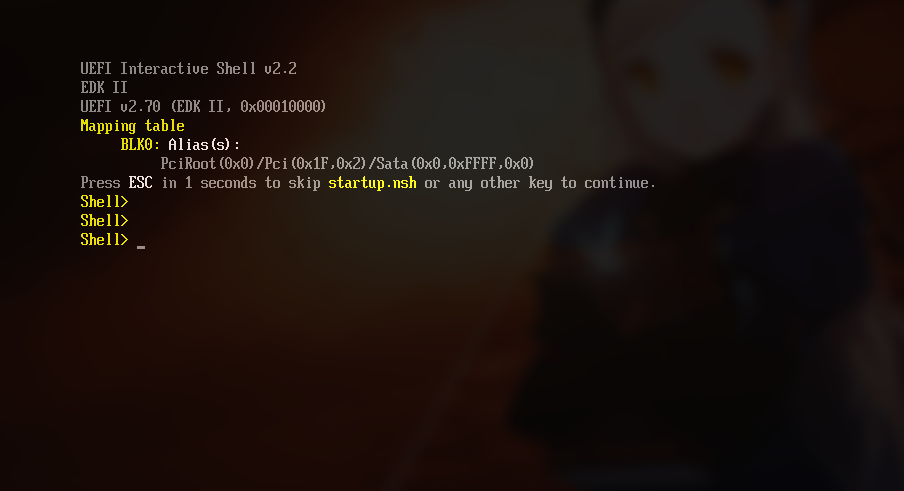 UEFI Interactive Shell v2.2
EDK II
UEFI v2.70 (EDK II, 0x00010000)
Mapping table
BLK0: Alias(s):
PciRoot(0x0)/Pci(0x1F,0x2)/Sata(0x0,0xFFFF,0x0)
Press ESC in 1 seconds to skip startup.nsh or any other key to continue.
Shell>
Shell>
Shell> _